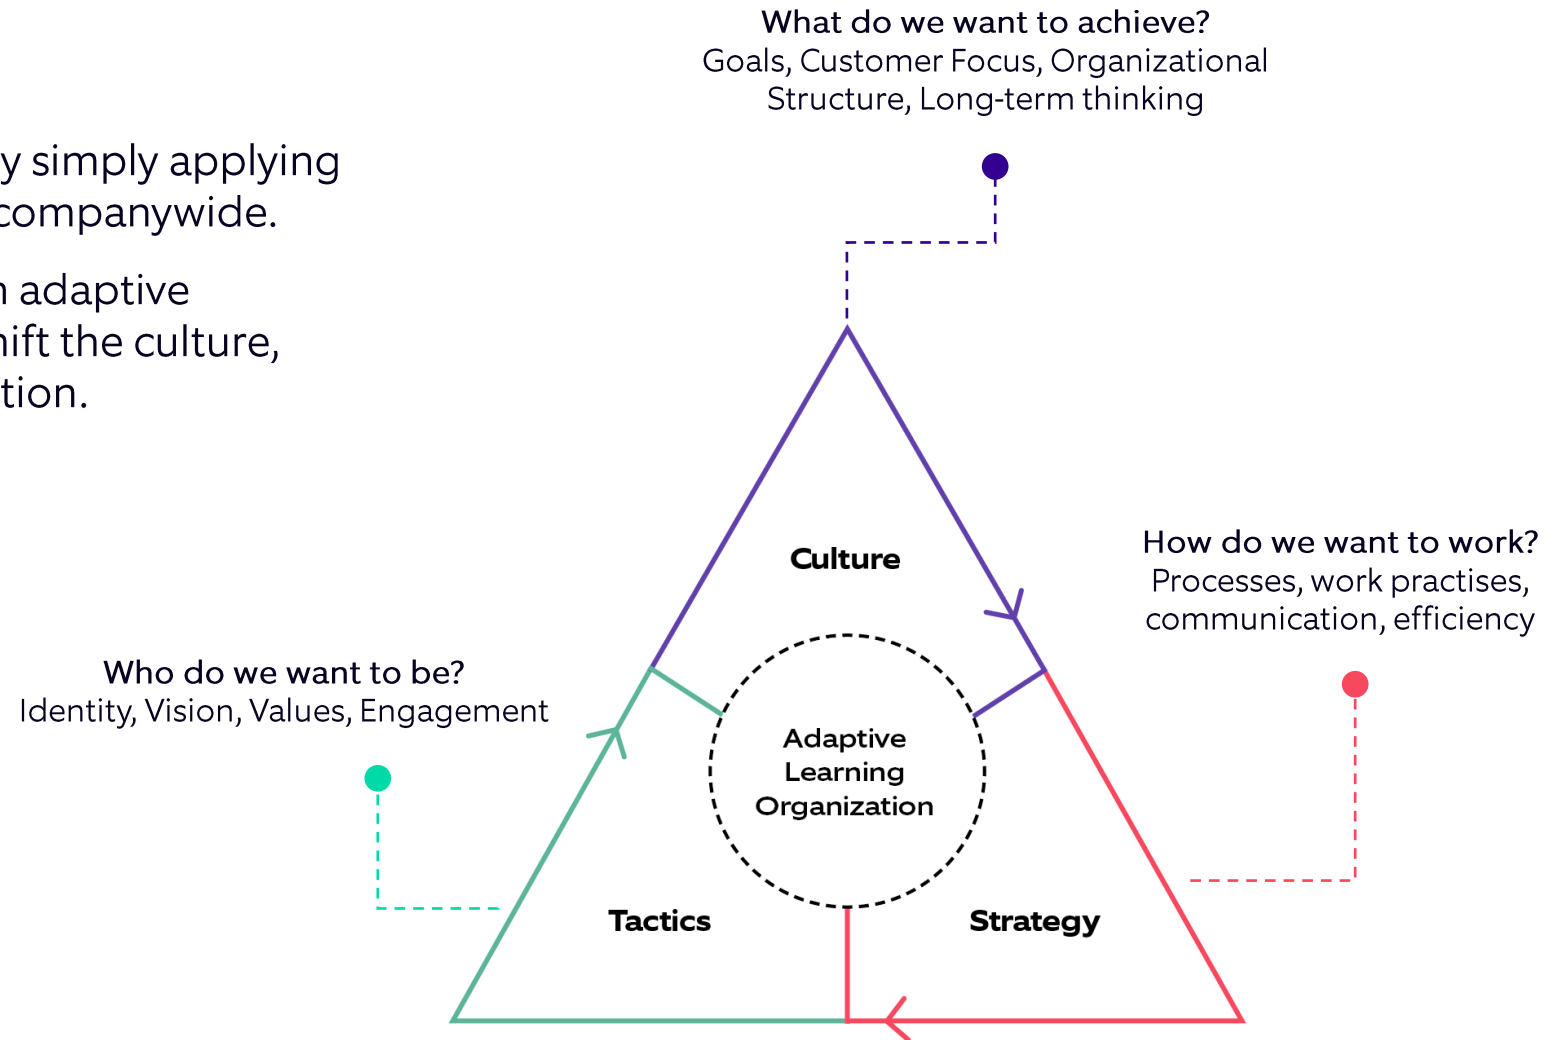 What do we want to achieve?
Goals, Customer Focus, Organizational
Structure, Long-term thinking
y simply applying
companywide.
adaptive
the culture,
How do we want to work?
Processes, work practises,
communication, efficiency
Who do we want to be?
Identity, Vision, Values, Engagement
Culture
Adaptive
Learning
Organization
Tactics
Strategy